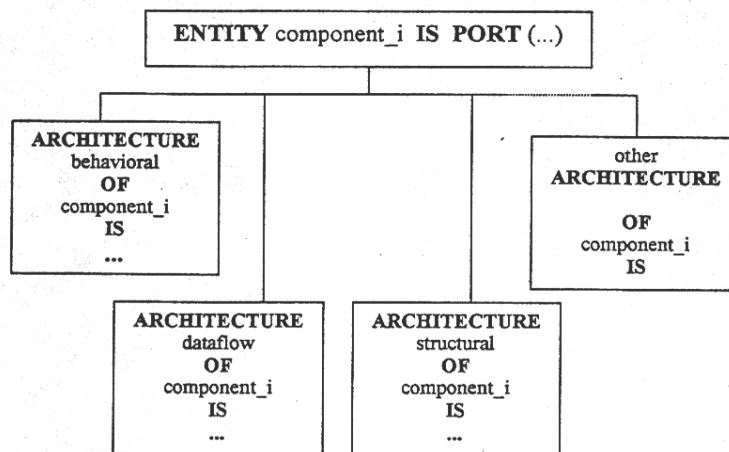 ENTITY component_i IS PORT (...)
ARCHITECTURE
behavioral
OF
component_i
IS
...
other
ARCHITECTURE
OF
component_i
IS
ARCHITECTURE
dataflow
OF
component_i
IS
...
ARCHITECTURE
structural
OF
component_i
IS
...